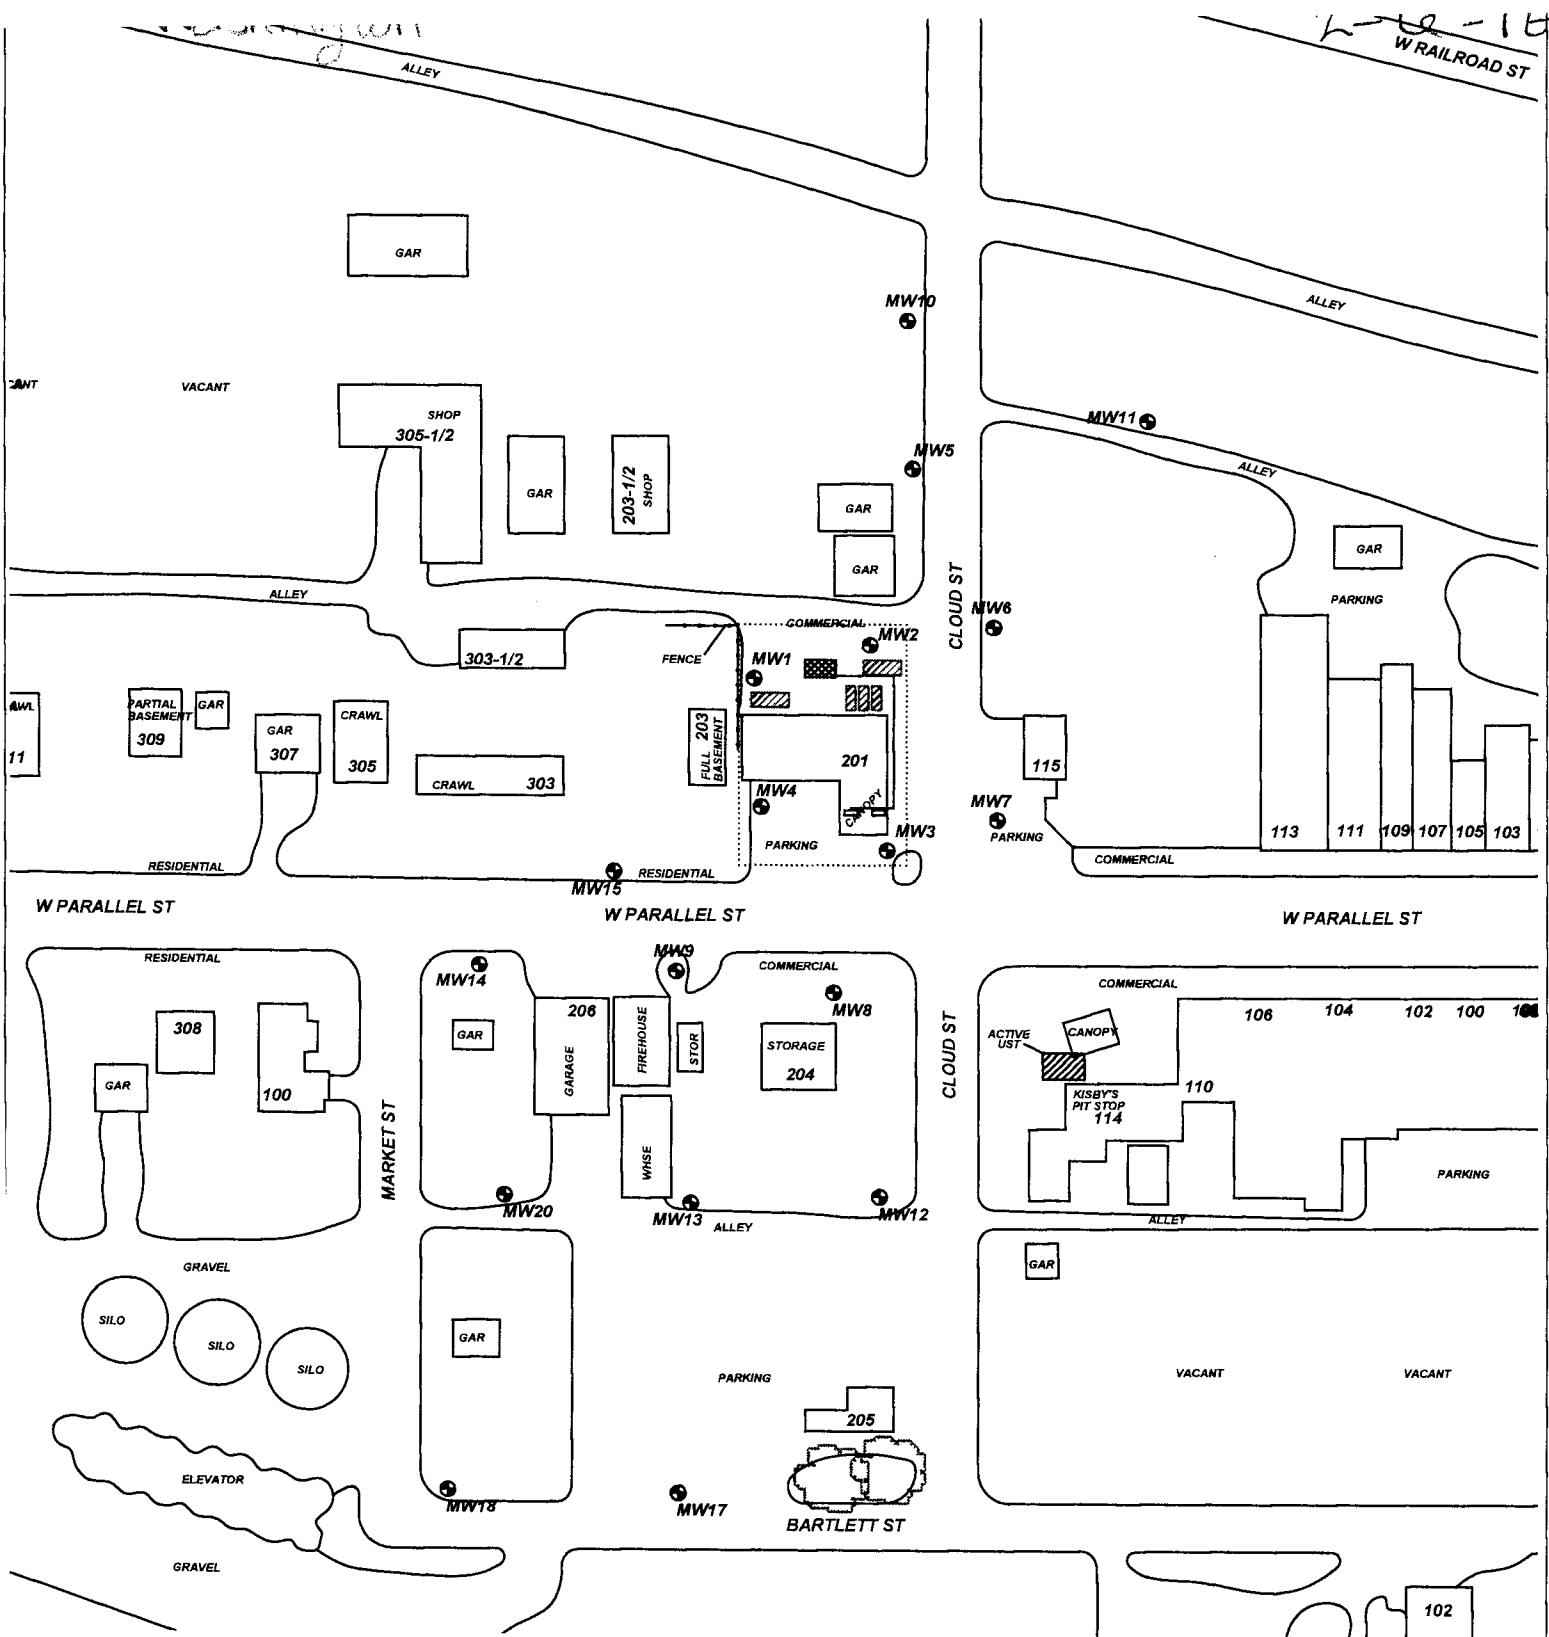 Washington
W RAILROAD ST
ALLEY
GAR
MW10
ALLEY
VACANT
SHOP
305-1/2
MW11
MW5
ALLEY
GAR
203-1/2
SHOP
GAR
GAR
GAR
PARKING
CLOUD ST
MW6
ALLEY
COMMERCIAL
MW2
303-1/2
FENCE
MW1
PARTIAL
BASEMENT
309
GAR
GAR
307
CRAWL
305
11
CRAWL 303
203
FULL
BASEMENT
201
115
CANOPY
MW4
MW7
PARKING
MW3
PARKING
113 111 109 107 105 103
COMMERCIAL
RESIDENTIAL
MW15
RESIDENTIAL
W PARALLEL ST
W PARALLEL ST
W PARALLEL ST
RESIDENTIAL
MW14
MW9
COMMERCIAL
MW8
COMMERCIAL
106 104 102 100
308
GAR
206
GARAGE
FIREHOUSE
STOR
STORAGE
204
CLOUD ST
ACTIVE
UST
CANOPY
GAR
100
MARKET ST
WHSE
KISBY'S
PIT STOP
114
110
PARKING
MW20
MW13
MW12
ALLEY
ALLEY
GRAVEL
GAR
SILO
SILO
SILO
GAR
PARKING
VACANT
VACANT
205
ELEVATOR
MW18
MW17
BARTLETT ST
GRAVEL
102